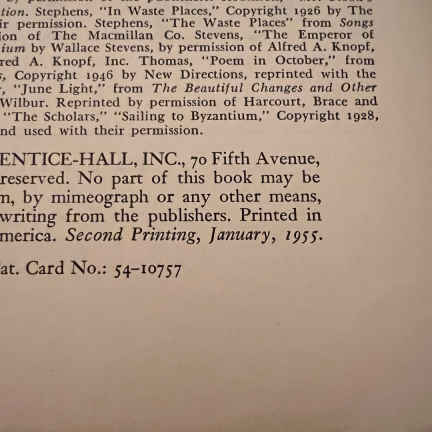 tion. Stephens, "In Waste Places," Copyright 1926 by The
ir permission. Stephens, "The Waste Places" from Songs
ion of The Macmillan Co. Stevens, "The Emperor of
ium by Wallace Stevens, by permission of Alfred A. Knopf,
red A. Knopf, Inc. Thomas, "Poem in October," from
s, Copyright 1946 by New Directions, reprinted with the
, "June Light," from The Beautiful Changes and Other
Wilbur. Reprinted by permission of Harcourt, Brace and
"The Scholars," "Sailing to Byzantium," Copyright 1928,
nd used with their permission.
ENTICE-HALL, INC., 70 Fifth Avenue,
reserved. No part of this book may be
m, by mimeograph or any other means,
writing from the publishers. Printed in
merica. Second Printing, January, 1955.
at. Card No.: 54-10757